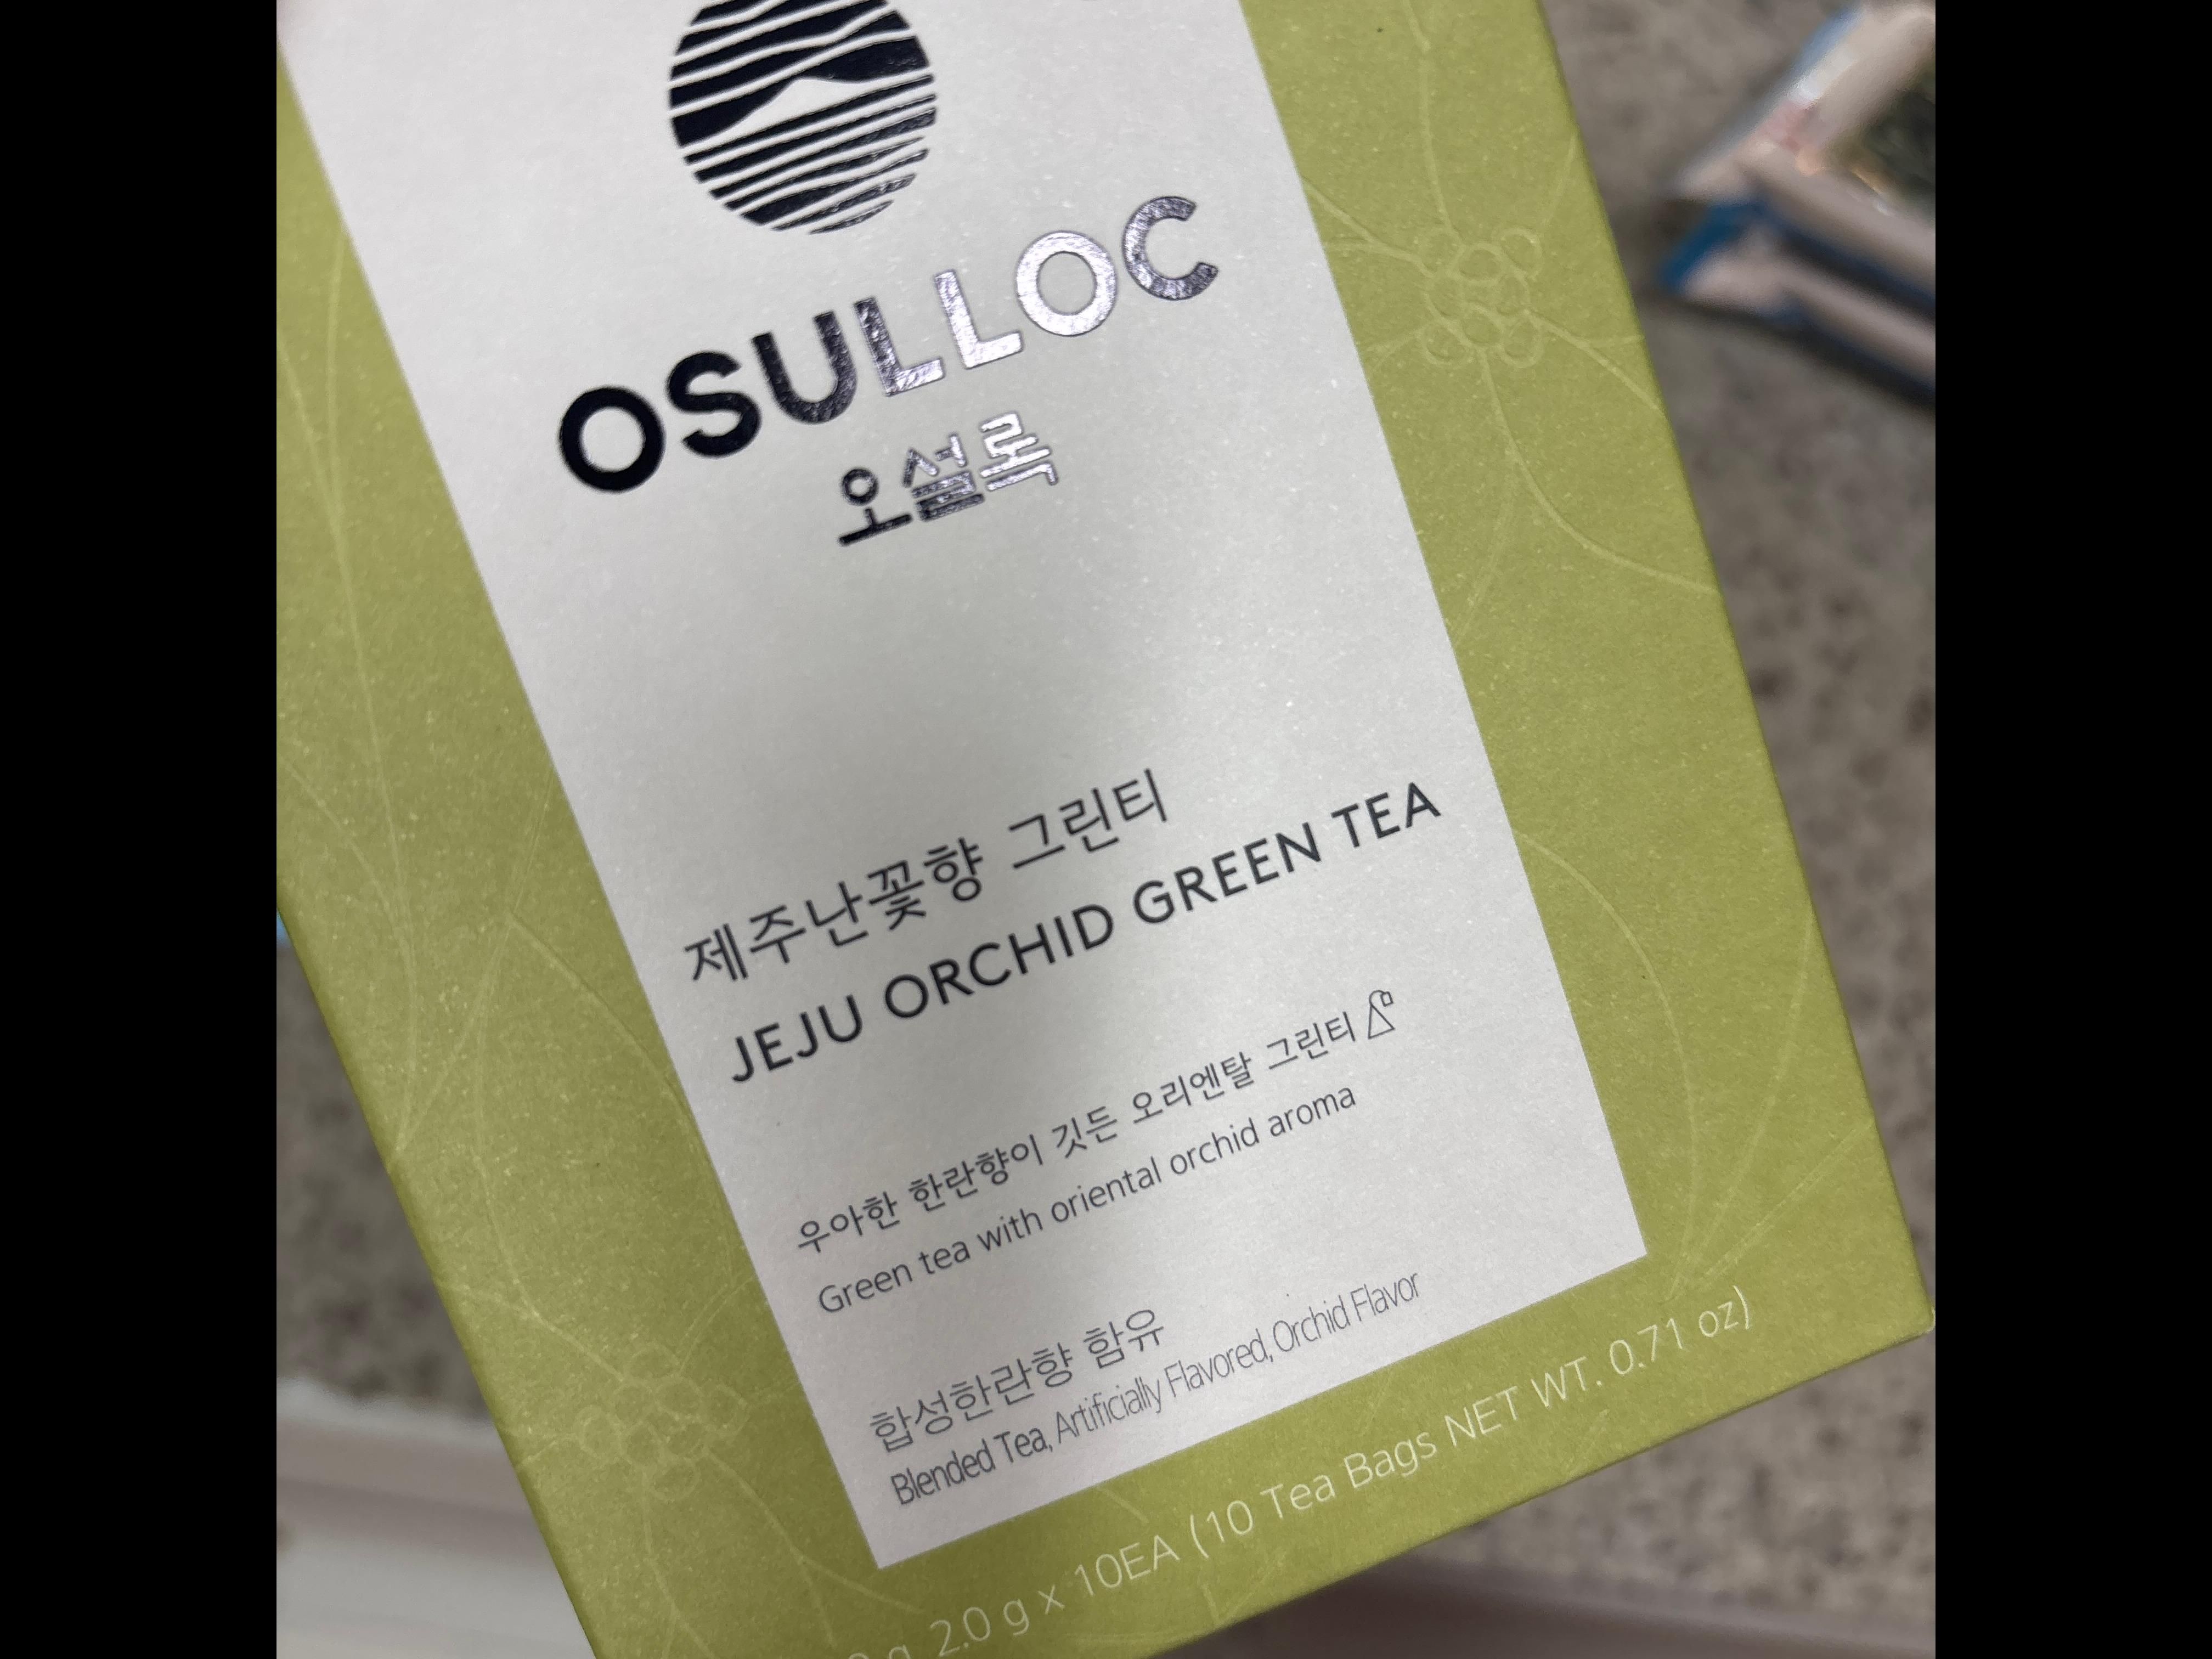 OSULLOC
오설록
제주난꽃향 그린티
JEJU ORCHID GREEN TEA
우아한 한란향이 깃든 오리엔탈 그린티
Green tea with oriental orchid aroma
합성한란향 함유
Blended Tea, Artificially Flavored, Orchid Flavor
g 2.0 g x 10EA (10 Tea Bags NET WT. 0.71 oz)